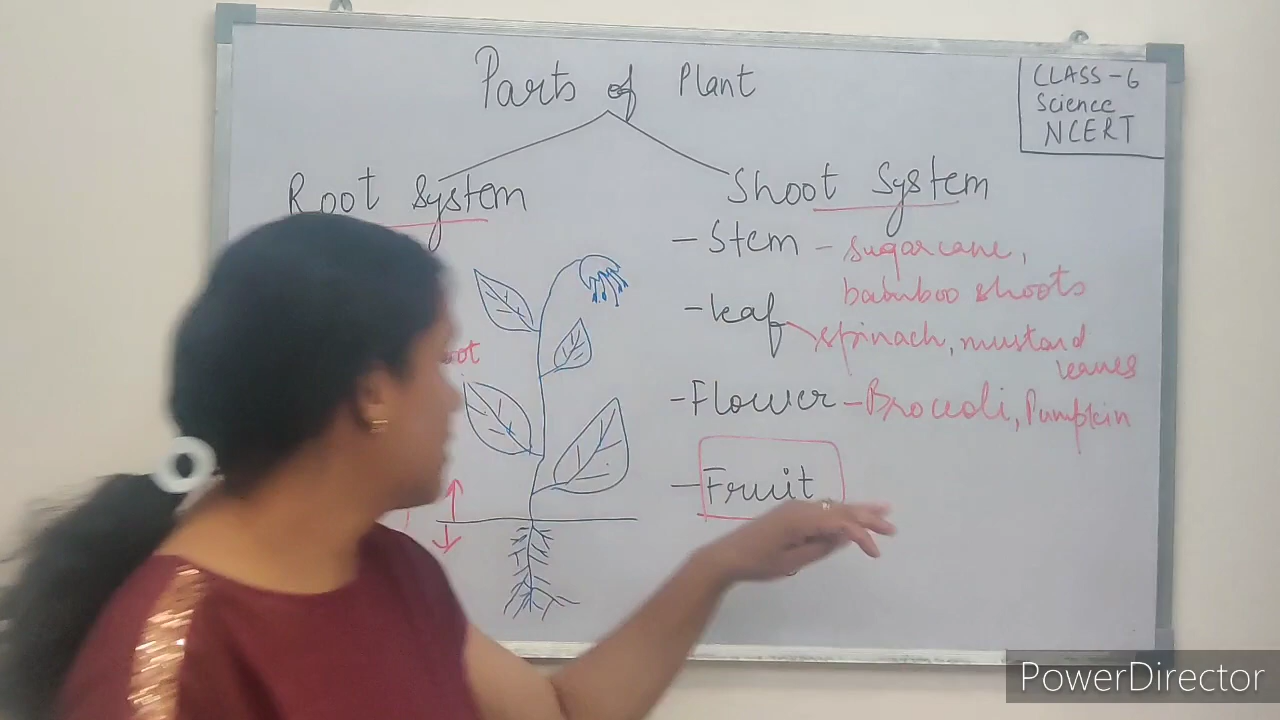 Parts of Plant
CLASS-6
Science
NCERT
Root System
Shoot System
- Stem - Sugarcane,
bamboo shoots
- leaf spinach, mustard
leaves
- Flower - Broccoli, Pumpkin
- Fruit
PowerDirector